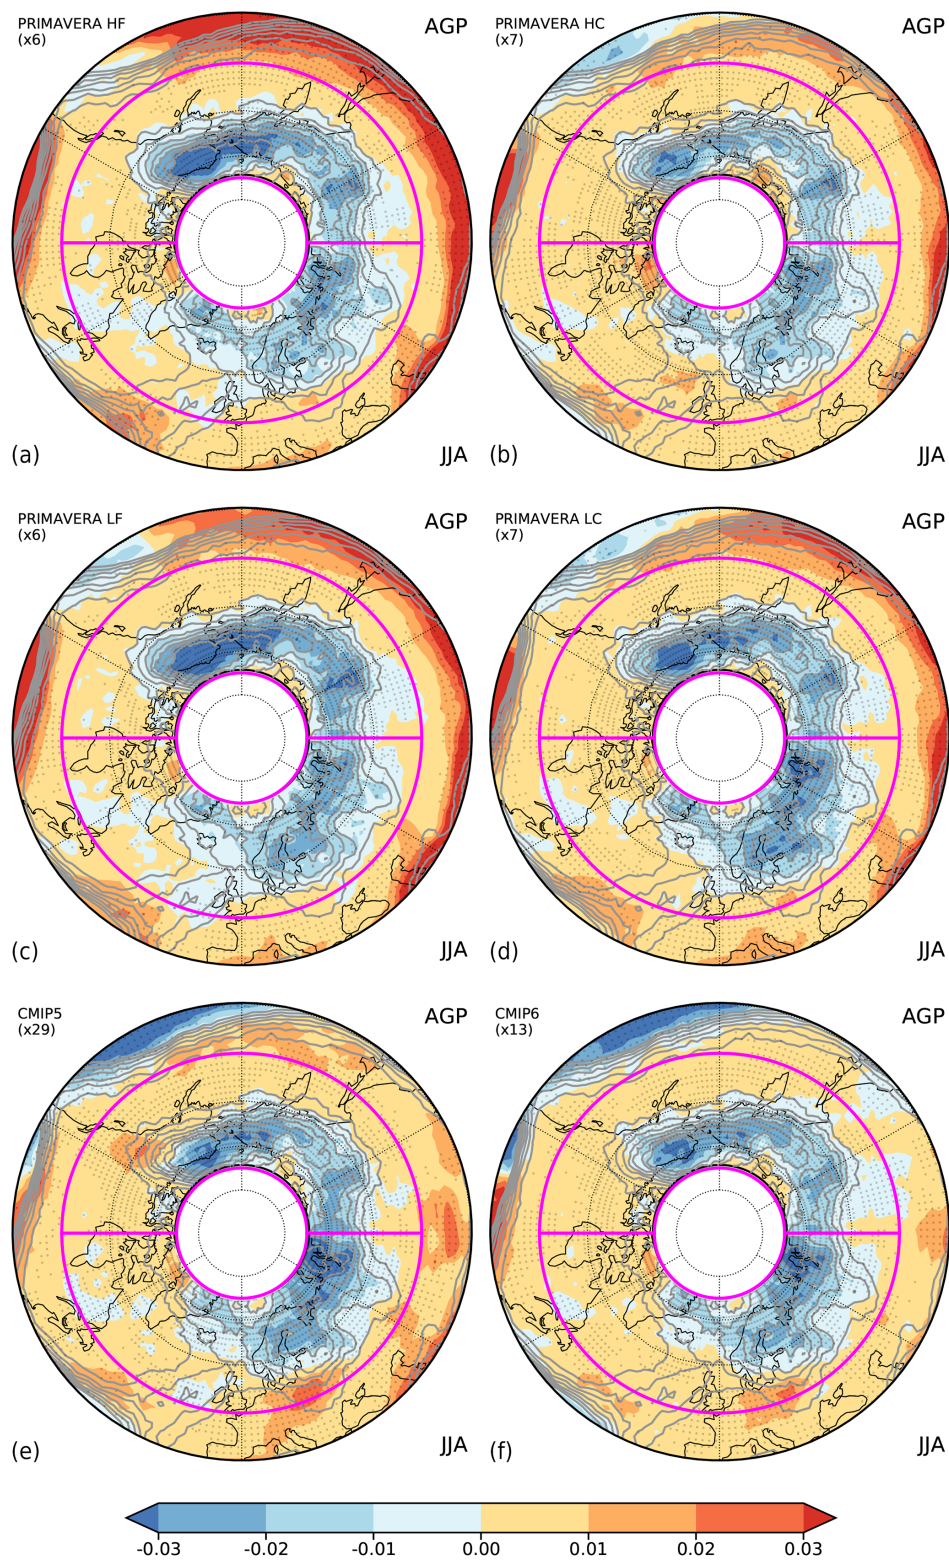 PRIMAVERA HF
(x6)
AGP
(a)
JJA
PRIMAVERA HC
(x7)
AGP
(b)
JJA
PRIMAVERA LF
(x6)
AGP
(c)
JJA
PRIMAVERA LC
(x7)
AGP
(d)
JJA
CMIP5
(x29)
AGP
(e)
JJA
CMIP6
(x13)
AGP
(f)
JJA
-0.03 -0.02 -0.01 0.00 0.01 0.02 0.03